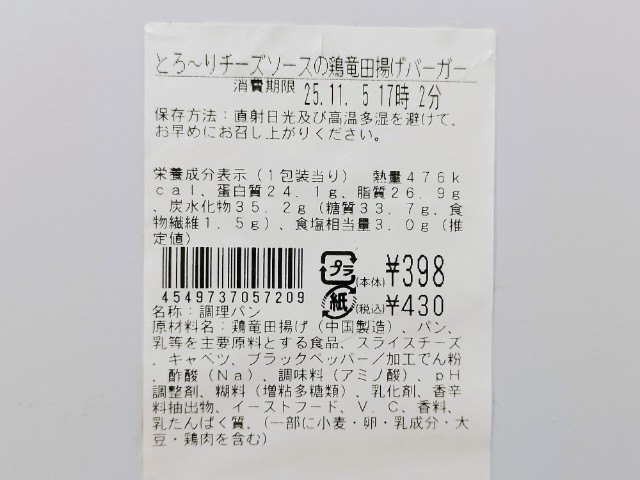 とろ~りチーズソースの鶏竜田揚げバーガー
消費期限 25.11. 5 17時 2分
保存方法:直射日光及び高温多湿を避けて、
お早めにお召し上がりください。
栄養成分表示(1包装当り) 熱量476k
cal、蛋白質24.1g、脂質26.9g
、炭水化物35.2g(糖質33.7g、食
物繊維1.5g)、食塩相当量3.0g(推
定値)
プラ (本体) ¥398
紙 (税込) ¥430
4549737057209
名称:調理パン
原材料名:鶏竜田揚げ(中国製造)、パン、
乳等を主要原料とする食品、スライスチーズ
、キャベツ、ブラックペッパー/加工でん粉
、酢酸(Na)、調味料(アミノ酸)、pH
調整剤、糊料(増粘多糖類)、乳化剤、香辛
料抽出物、イーストフード、V.C、香料、
乳たんぱく質、(一部に小麦・卵・乳成分・大
豆・鶏肉を含む)